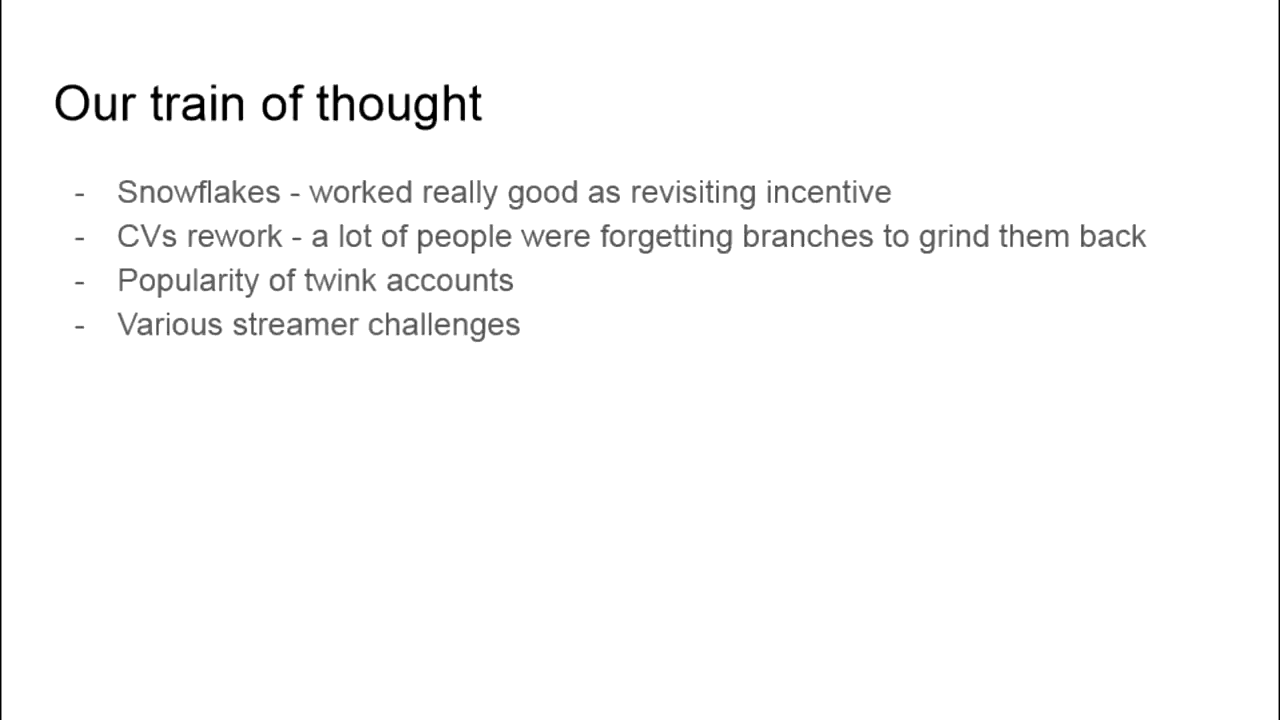 Our train of thought
- Snowflakes - worked really good as revisiting incentive
- CVs rework - a lot of people were forgetting branches to grind them back
- Popularity of twink accounts
- Various streamer challenges